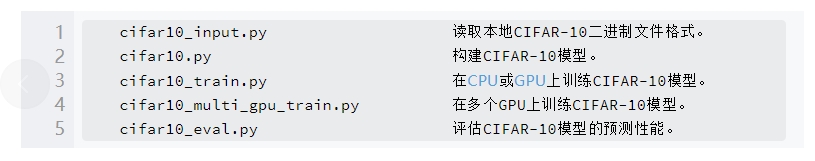 1 cifar10_input.py 读取本地CIFAR-10二进制文件格式。
2 cifar10.py 构建CIFAR-10模型。
3 cifar10_train.py 在CPU或GPU上训练CIFAR-10模型。
4 cifar10_multi_gpu_train.py 在多个GPU上训练CIFAR-10模型。
5 cifar10_eval.py 评估CIFAR-10模型的预测性能。